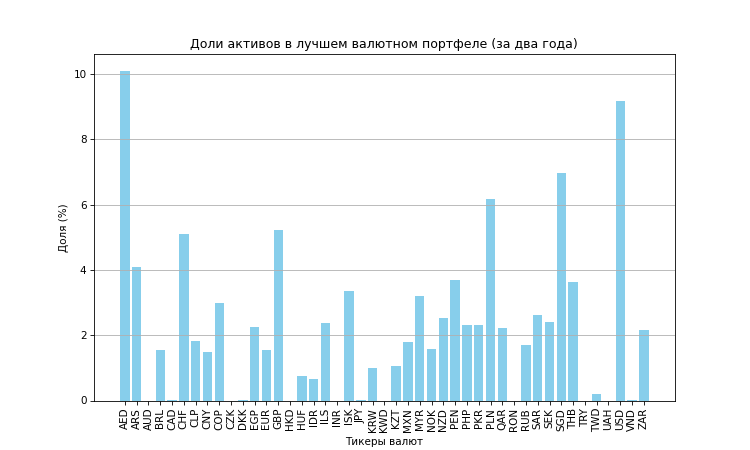 Доли активов в лучшем валютном портфеле (за два года)
Доля (%)
10
8
6
4
2
0
AED ARS AUD BRL CAD CHF CLP CNY COP CZK DKK EGP EUR GBP HKD HUF IDR ILS INR ISK JPY KRW KWD KZT MXN MYR NOK NZD PEN PHP PKR PLN QAR RON RUB SAR SEK SGD THB TRY TWD UAH USD VND ZAR
Тикеры валют